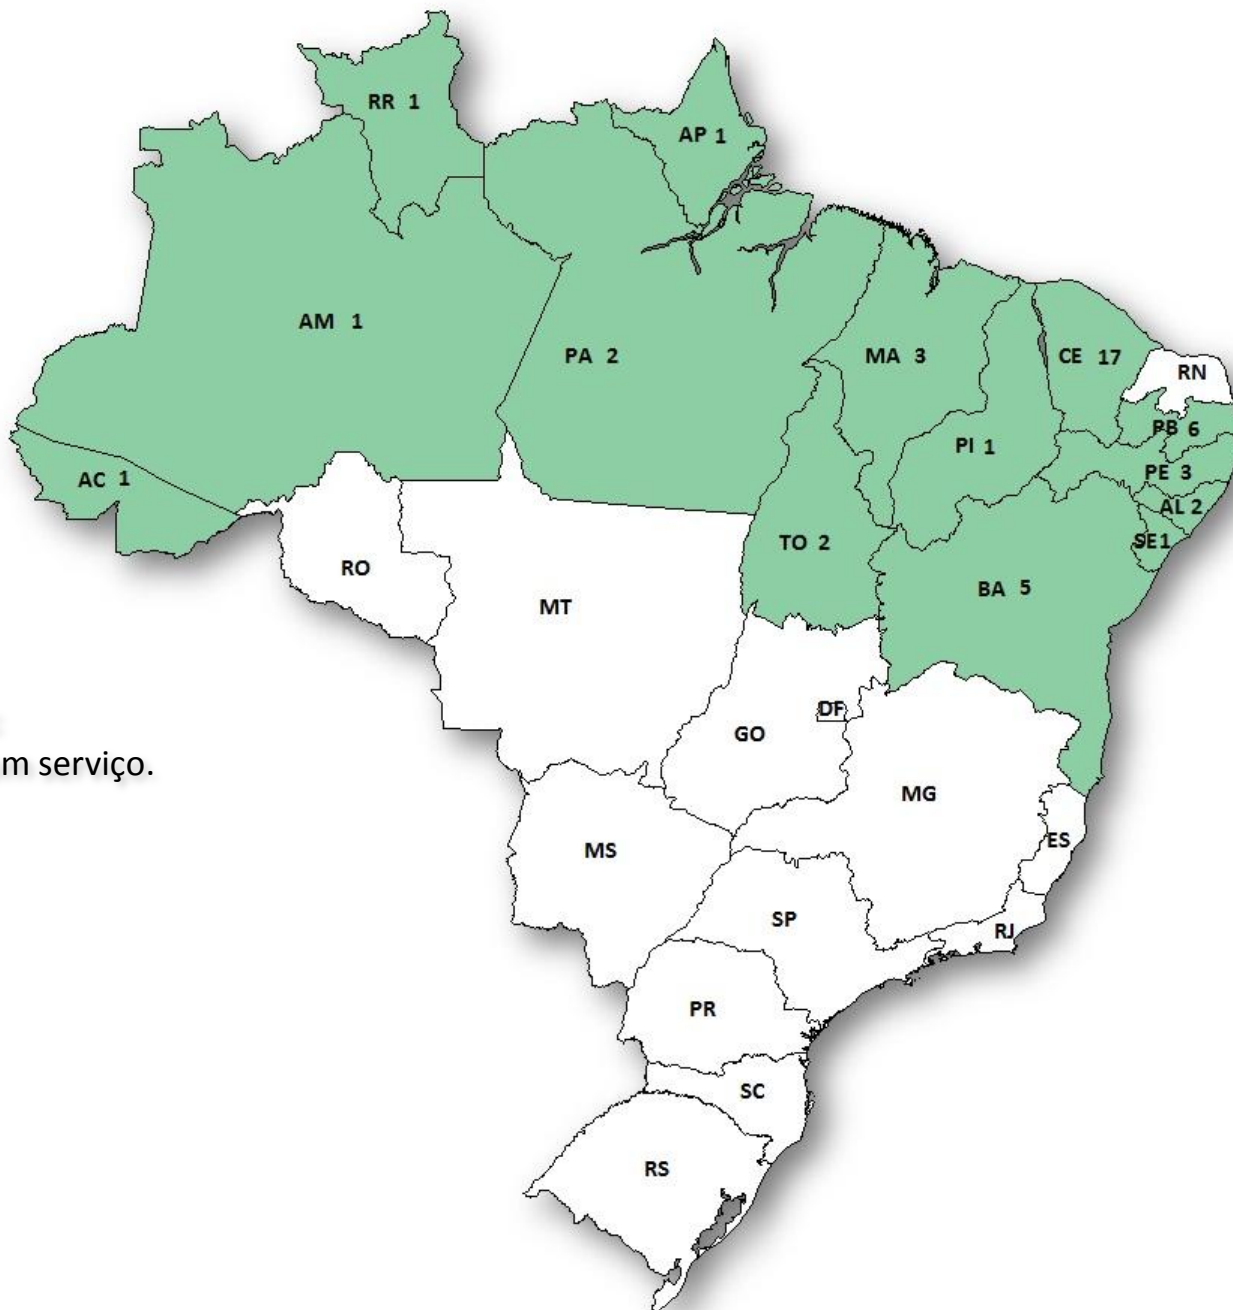 RR 1
AP 1
AM 1
PA 2
MA 3
CE 17
RN
PB 6
PI 1
PE 3
AC 1
AL 2
SE1
TO 2
BA 5
RO
MT
DF
GO
m serviço.
MG
ES
MS
SP
RJ
PR
SC
RS